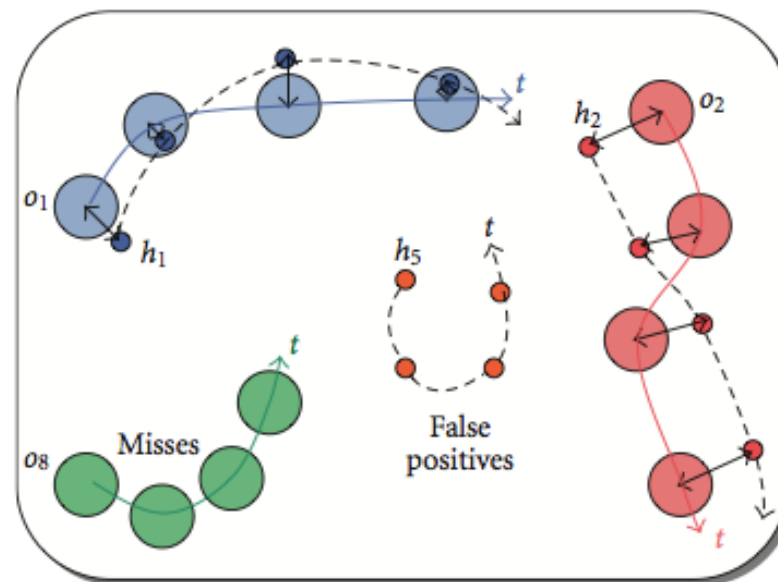 t
o1
h1
h2
o2
h5
t
t
Misses
o8
False
positives
t